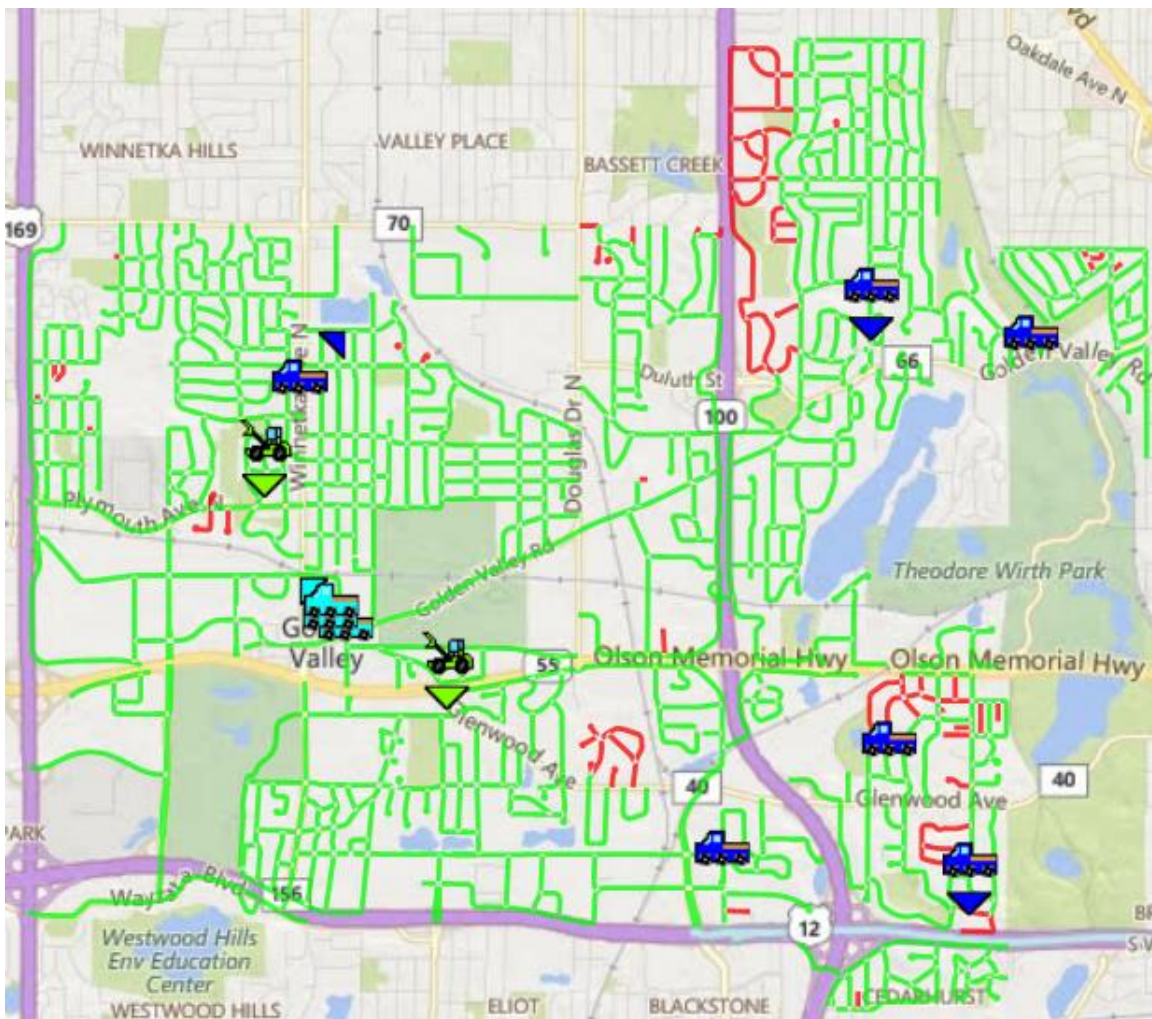 Oakdale Ave N
WINNETKA HILLS
VALLEY PLACE
BASSETT CREEK
169
70
Winnetka Ave N
66
Golden Valley Rd
Duluth St
100
Douglas Dr N
Plymouth Ave N
Golden Valley Rd
Theodore Wirth Park
Valley
55
Olson Memorial Hwy
Olson Memorial Hwy
Glenwood Ave
40
Glenwood Ave
40
PARK
Wayzata Blvd
156
12
Westwood Hills
Env Education
Center
WESTWOOD HILLS
ELIOT
BLACKSTONE
CEDARHURST